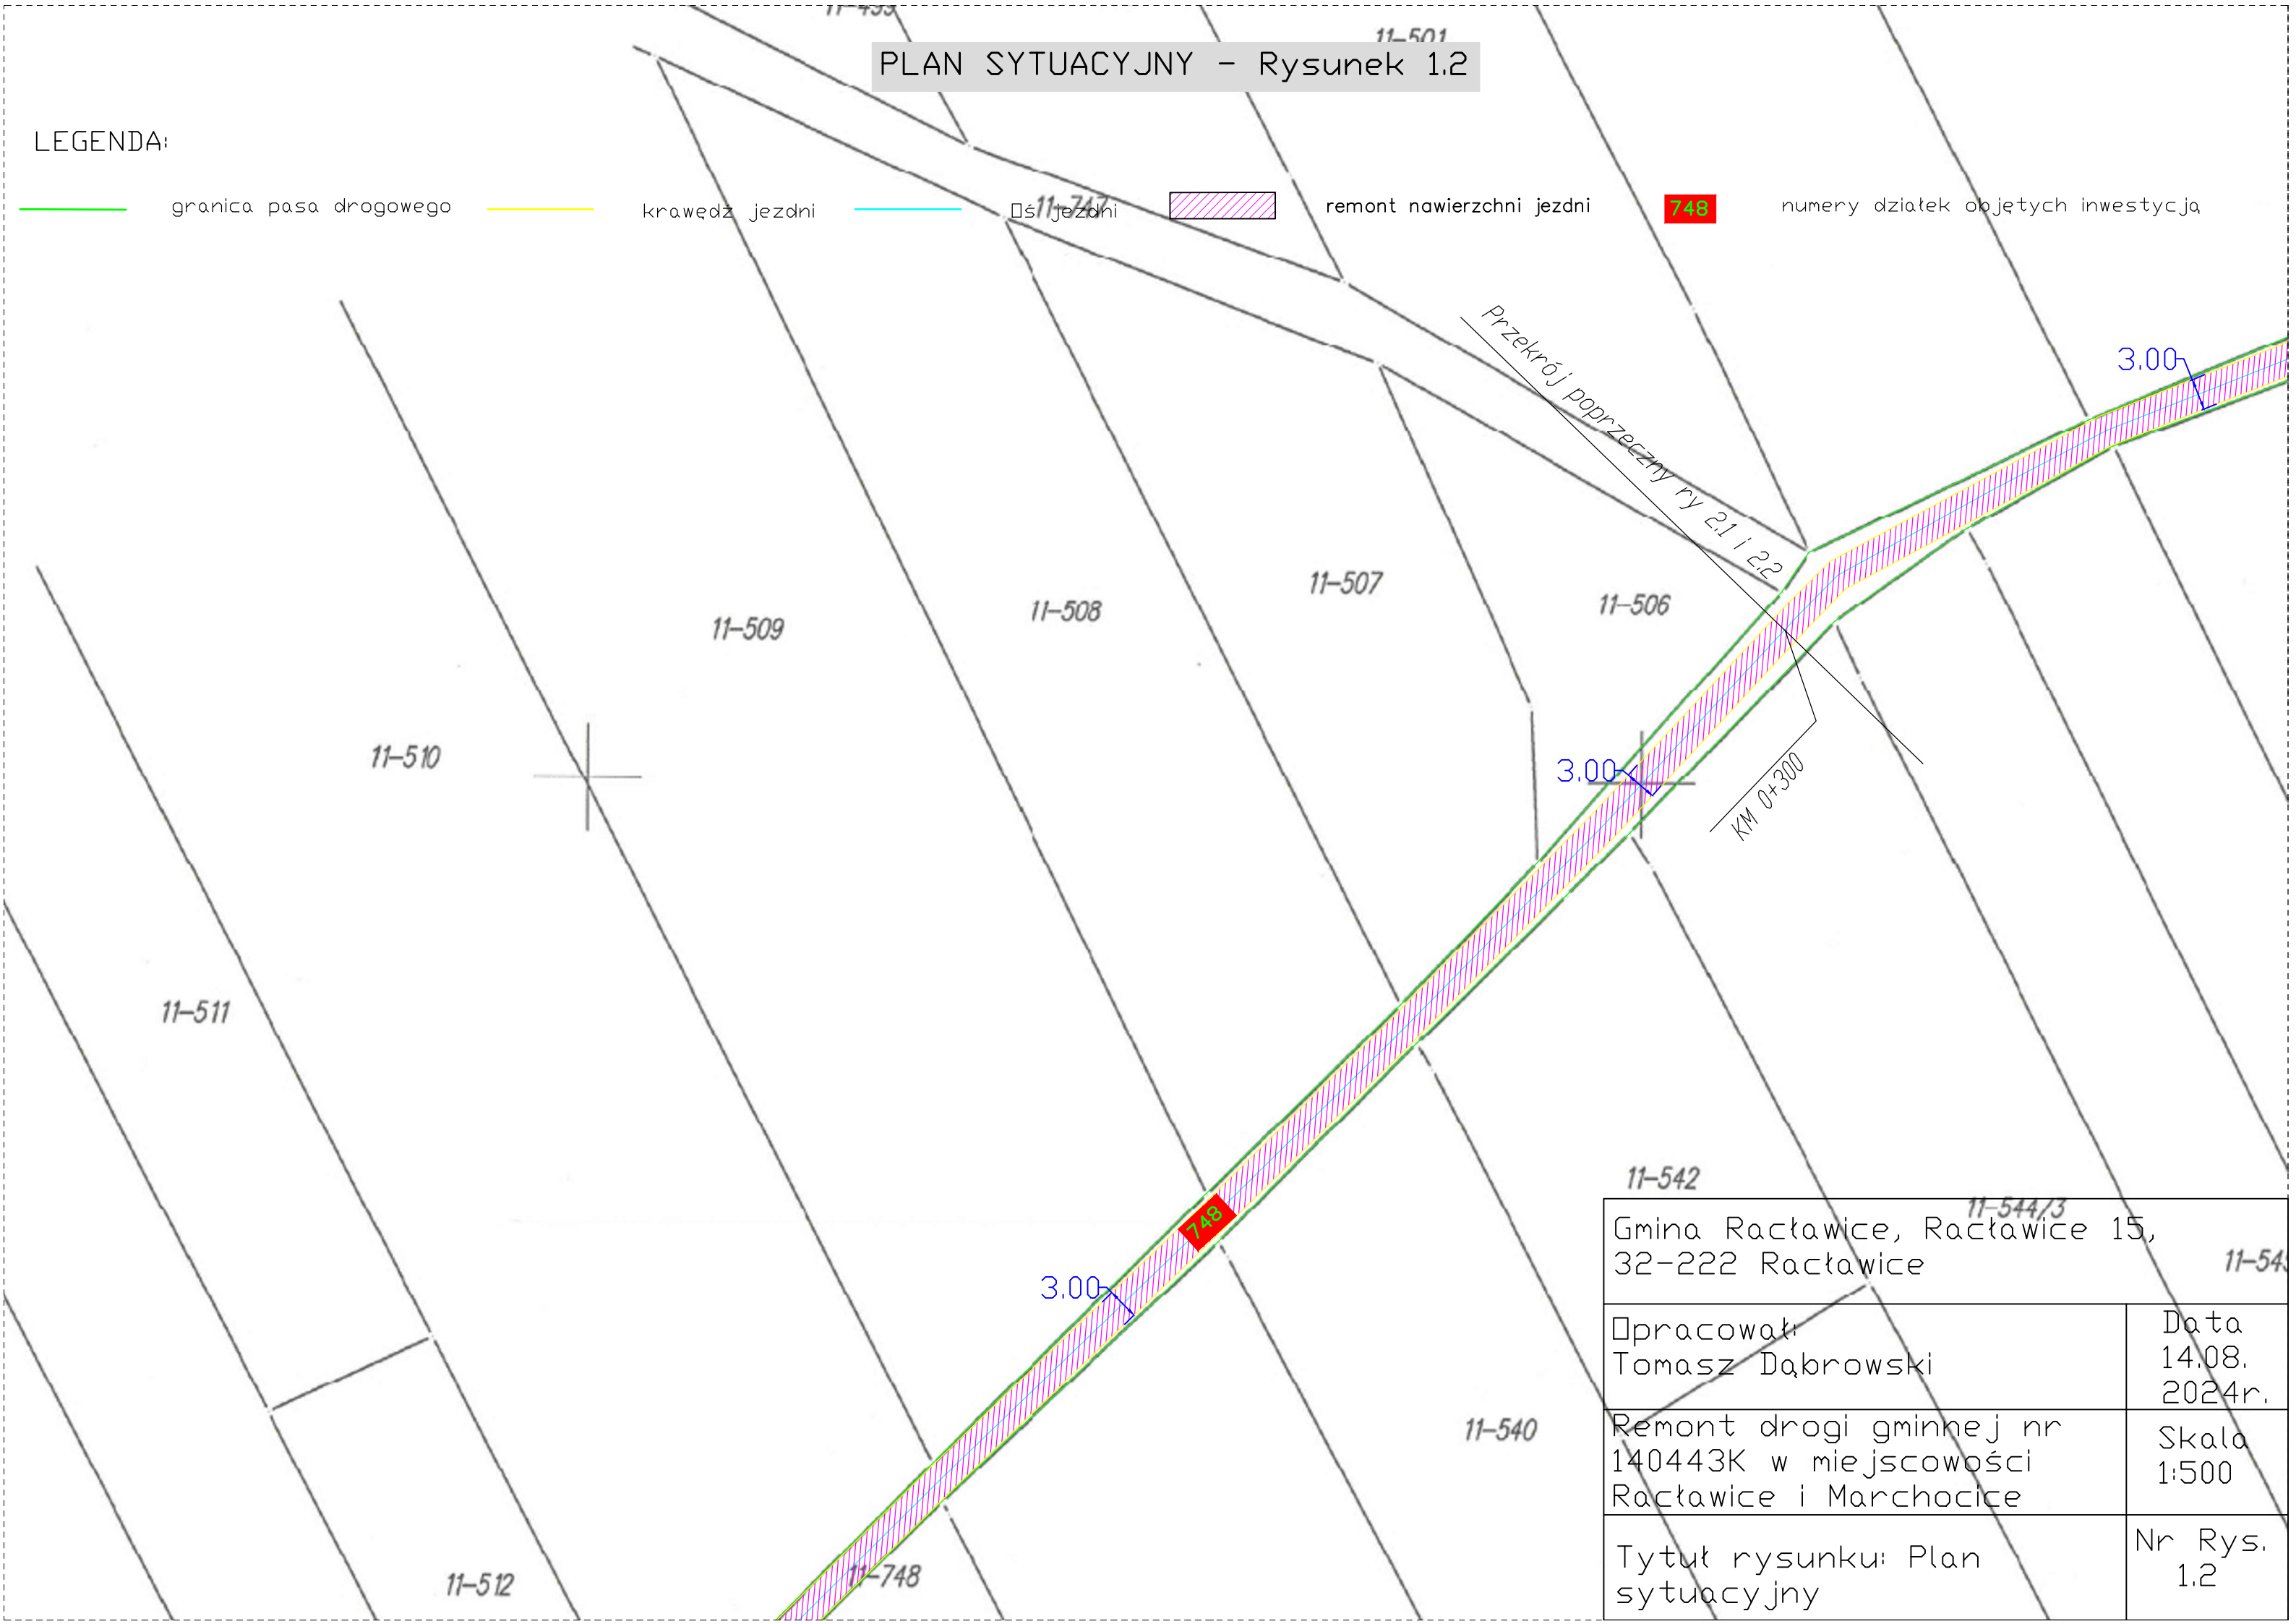 11-501
PLAN SYTUACYJNY - Rysunek 1.2
LEGENDA:
granica pasa drogowego
krawędź jezdni
oś jezdni
11-747
remont nawierzchni jezdni
748
numery działek objętych inwestycją
Przekrój poprzeczny ry 2.1 i 2.2
3.00
11-507
11-506
11-508
11-509
11-510
3.00
KM 0+300
11-511
11-542
11-544/3
748
3.00
11-540
11-512
11-748
Gmina Racławice, Racławice 15,
32-222 Racławice
Opracował:
Tomasz Dąbrowski
Data
14.08.
2024r.
Remont drogi gminnej nr
140443K w miejscowości
Racławice i Marchocice
Skala
1:500
Tytuł rysunku: Plan
sytuacyjny
Nr Rys.
1.2